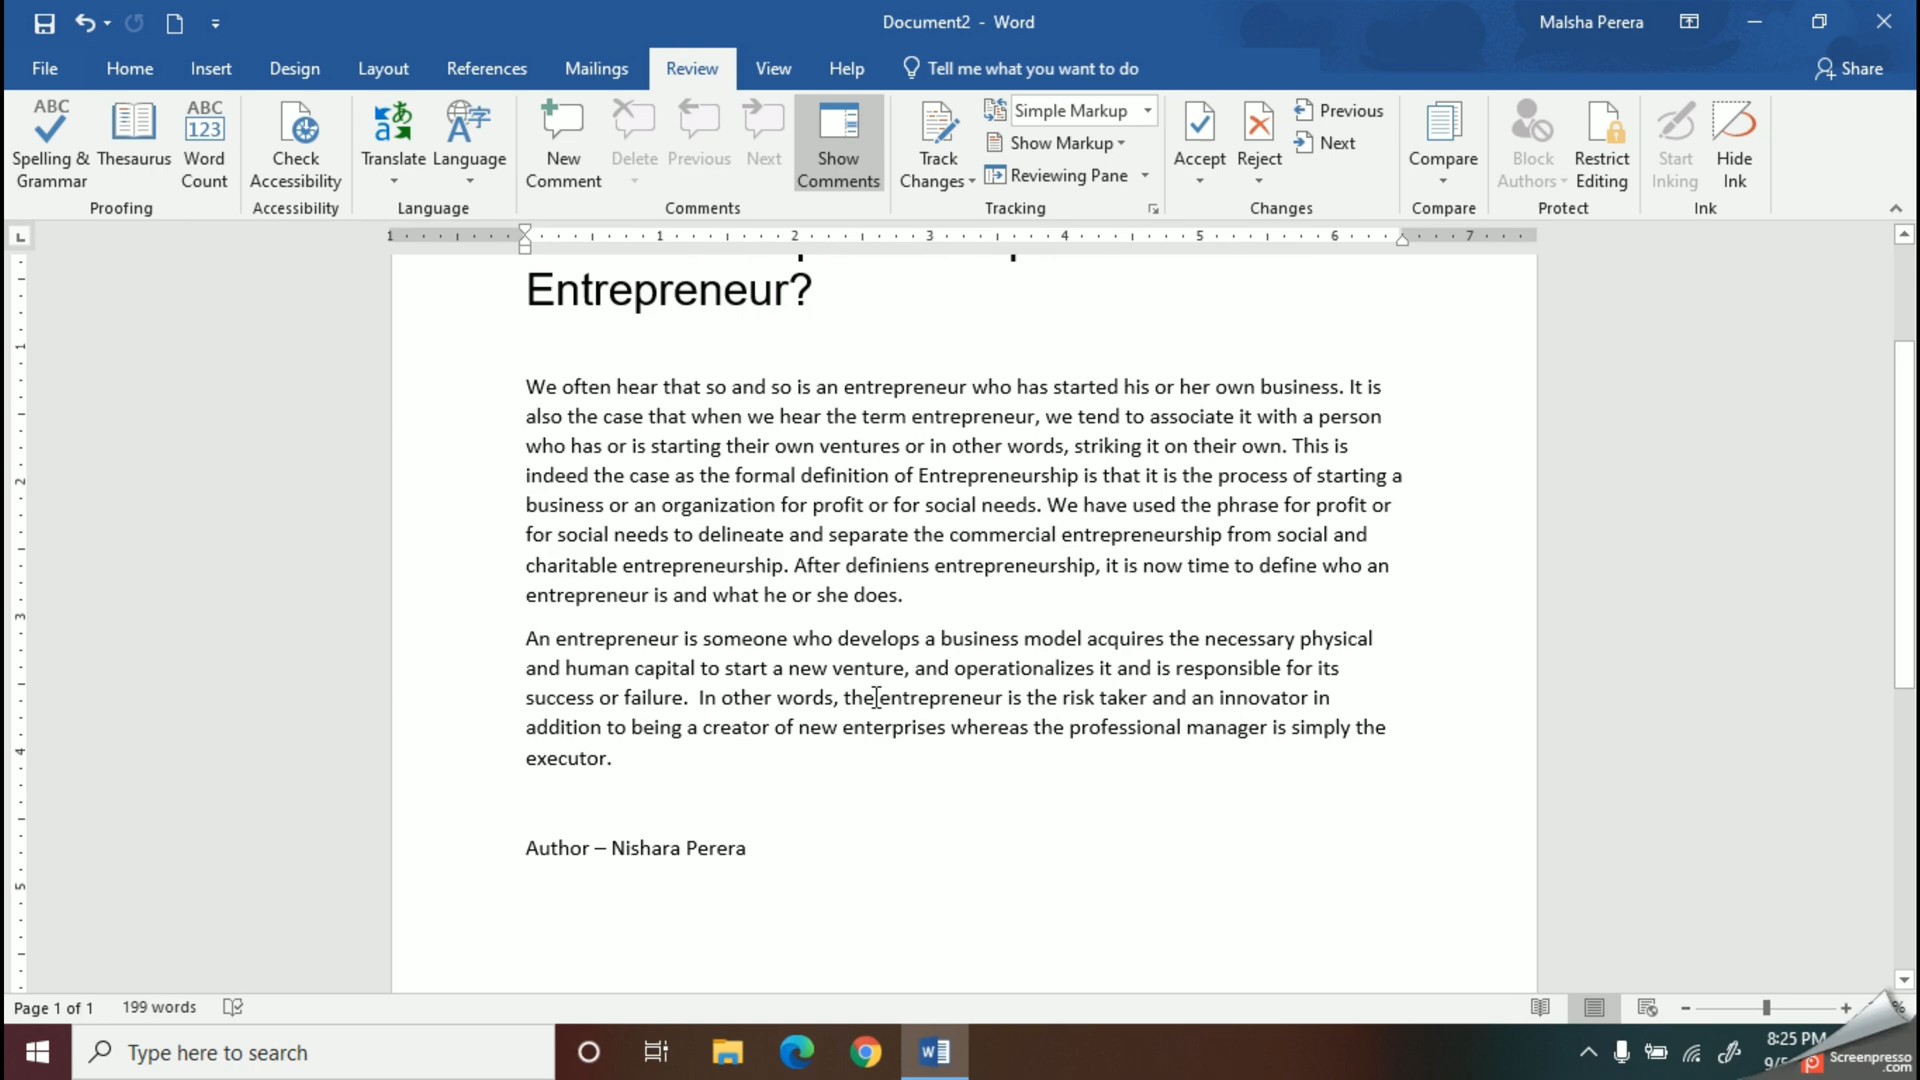 Document2 - Word
Malsha Perera
File Home Insert Design Layout References Mailings Review View Help Tell me what you want to do Share
ABC
Spelling & Grammar
Thesaurus
ABC
123
Word Count
Proofing
Check Accessibility
Accessibility
Translate
Language
Language
New Comment
Delete
Previous
Next
Show Comments
Comments
Track Changes
Simple Markup
Show Markup
Reviewing Pane
Tracking
Accept
Reject
Previous
Next
Changes
Compare
Compare
Block Authors
Restrict Editing
Protect
Start Inking
Hide Ink
Ink
1 1 2 3 4 5 6 7
1
2
3
4
5
Entrepreneur?
We often hear that so and so is an entrepreneur who has started his or her own business. It is
also the case that when we hear the term entrepreneur, we tend to associate it with a person
who has or is starting their own ventures or in other words, striking it on their own. This is
indeed the case as the formal definition of Entrepreneurship is that it is the process of starting a
business or an organization for profit or for social needs. We have used the phrase for profit or
for social needs to delineate and separate the commercial entrepreneurship from social and
charitable entrepreneurship. After definiens entrepreneurship, it is now time to define who an
entrepreneur is and what he or she does.
An entrepreneur is someone who develops a business model acquires the necessary physical
and human capital to start a new venture, and operationalizes it and is responsible for its
success or failure.  In other words, the entrepreneur is the risk taker and an innovator in
addition to being a creator of new enterprises whereas the professional manager is simply the
executor.
Author – Nishara Perera
Page 1 of 1 199 words
Type here to search
8:25 PM
Screenpresso
.com